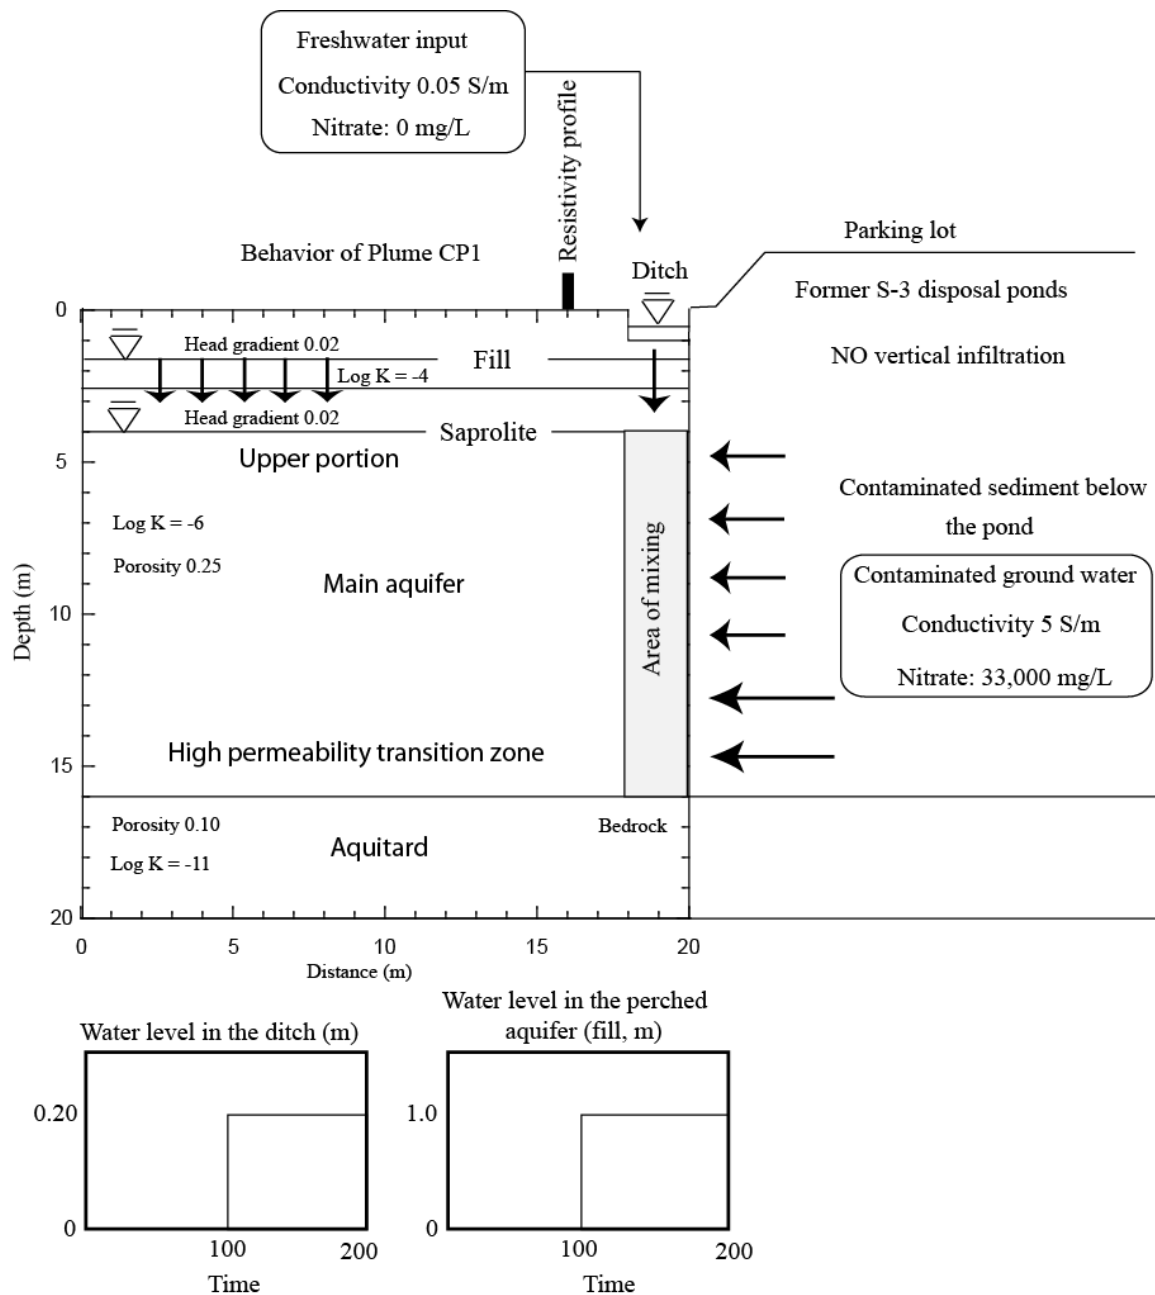 Freshwater input
Conductivity 0.05 S/m
Nitrate: 0 mg/L
Resistivity profile
Behavior of Plume CP1
Ditch
Parking lot
Former S-3 disposal ponds
NO vertical infiltration
0
Head gradient 0.02
Fill
Log K = -4
Head gradient 0.02
Saprolite
Upper portion
5
Log K = -6
Porosity 0.25
Main aquifer
Area of mixing
Contaminated sediment below
the pond
Contaminated ground water
Conductivity 5 S/m
Nitrate: 33,000 mg/L
10
Depth (m)
High permeability transition zone
15
Porosity 0.10
Bedrock
Aquitard
Log K = -11
20
0 5 10 15 20
Distance (m)
Water level in the ditch (m)
0.20
0
100 200
Time
Water level in the perched
aquifer (fill, m)
1.0
0
100 200
Time